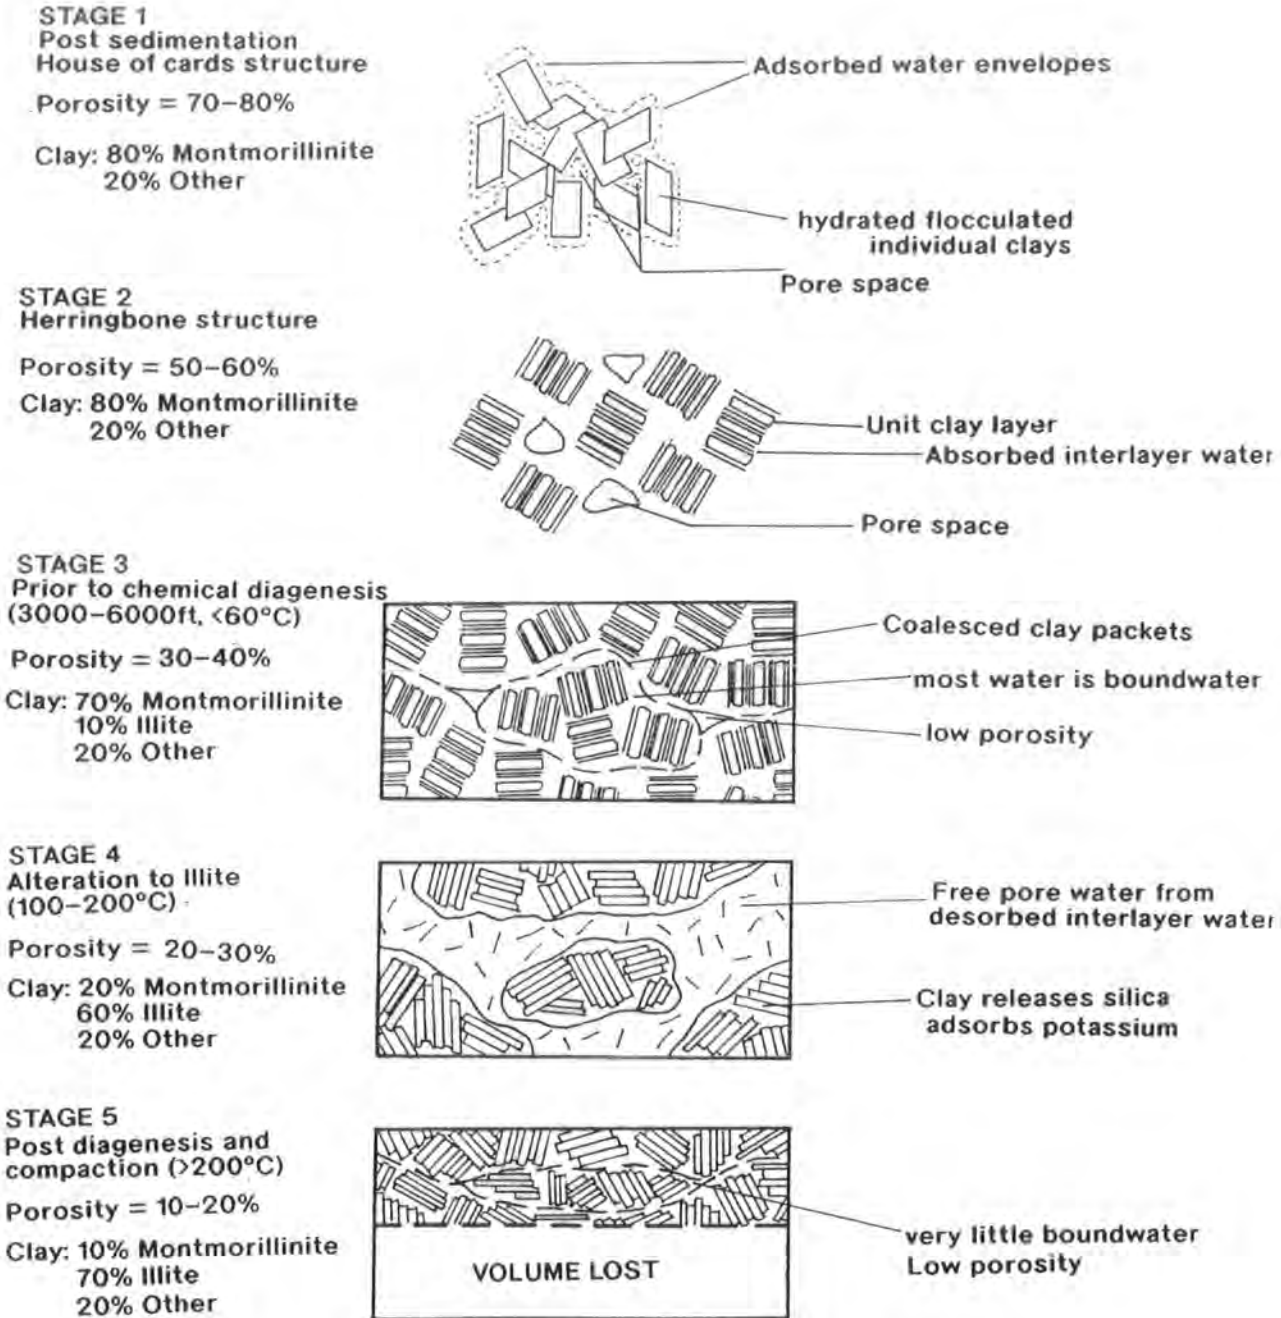 STAGE 1
Post sedimentation
House of cards structure
Porosity = 70–80%
Clay: 80% Montmorillinite
20% Other
Adsorbed water envelopes
hydrated flocculated
individual clays
Pore space
STAGE 2
Herringbone structure
Porosity = 50–60%
Clay: 80% Montmorillinite
20% Other
Unit clay layer
Absorbed interlayer water
Pore space
STAGE 3
Prior to chemical diagenesis
(3000–6000ft, <60°C)
Porosity = 30–40%
Clay: 70% Montmorillinite
10% Illite
20% Other
Coalesced clay packets
most water is boundwater
low porosity
STAGE 4
Alteration to Illite
(100–200°C)
Porosity = 20–30%
Clay: 20% Montmorillinite
60% Illite
20% Other
Free pore water from
desorbed interlayer water
Clay releases silica
adsorbs potassium
STAGE 5
Post diagenesis and
compaction (>200°C)
Porosity = 10–20%
Clay: 10% Montmorillinite
70% Illite
20% Other
VOLUME LOST
very little boundwater
Low porosity